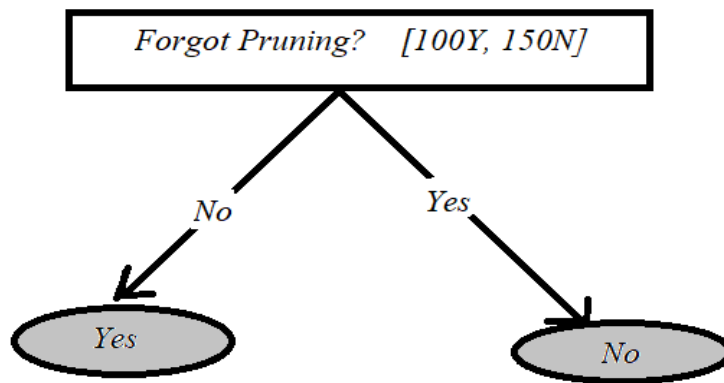 Forgot Pruning? [100Y, 150N]
No
Yes
Yes
No